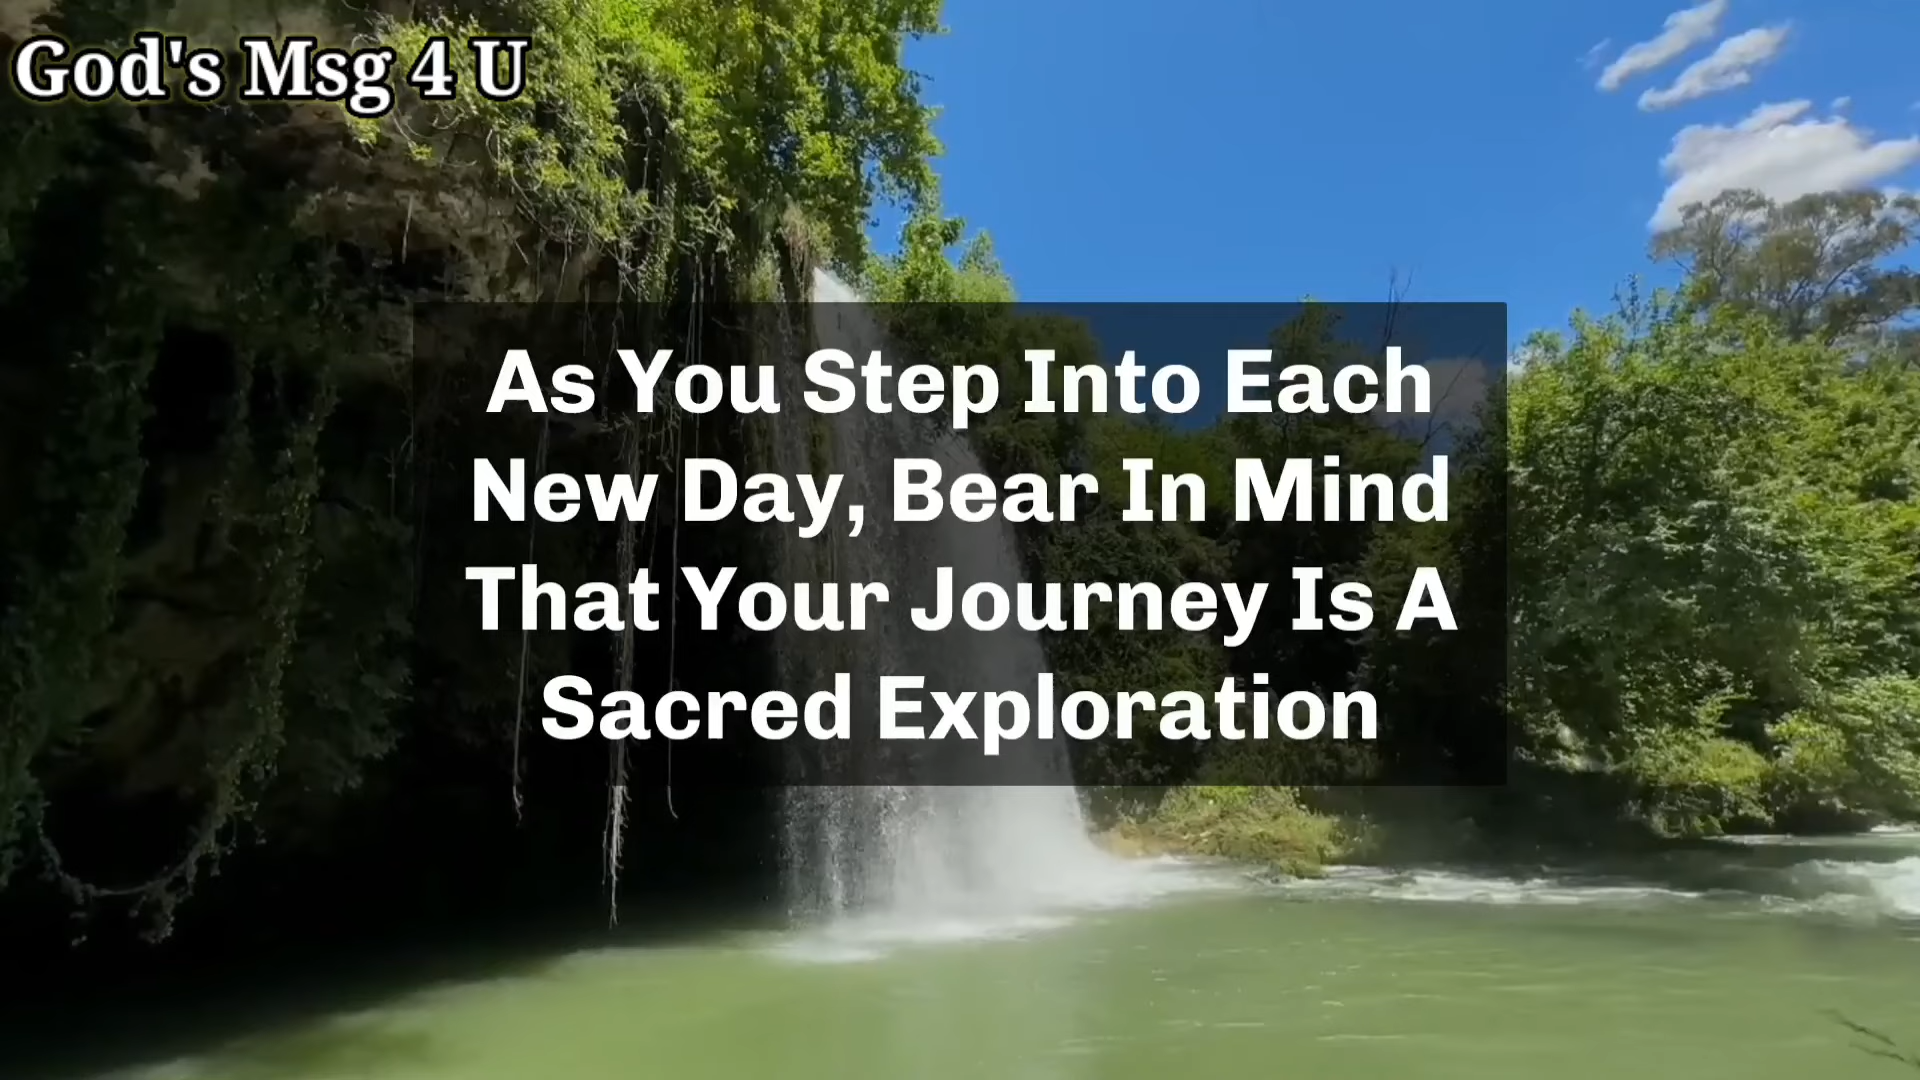 God's Msg 4 U
As You Step Into Each
New Day, Bear In Mind
That Your Journey Is A
Sacred Exploration